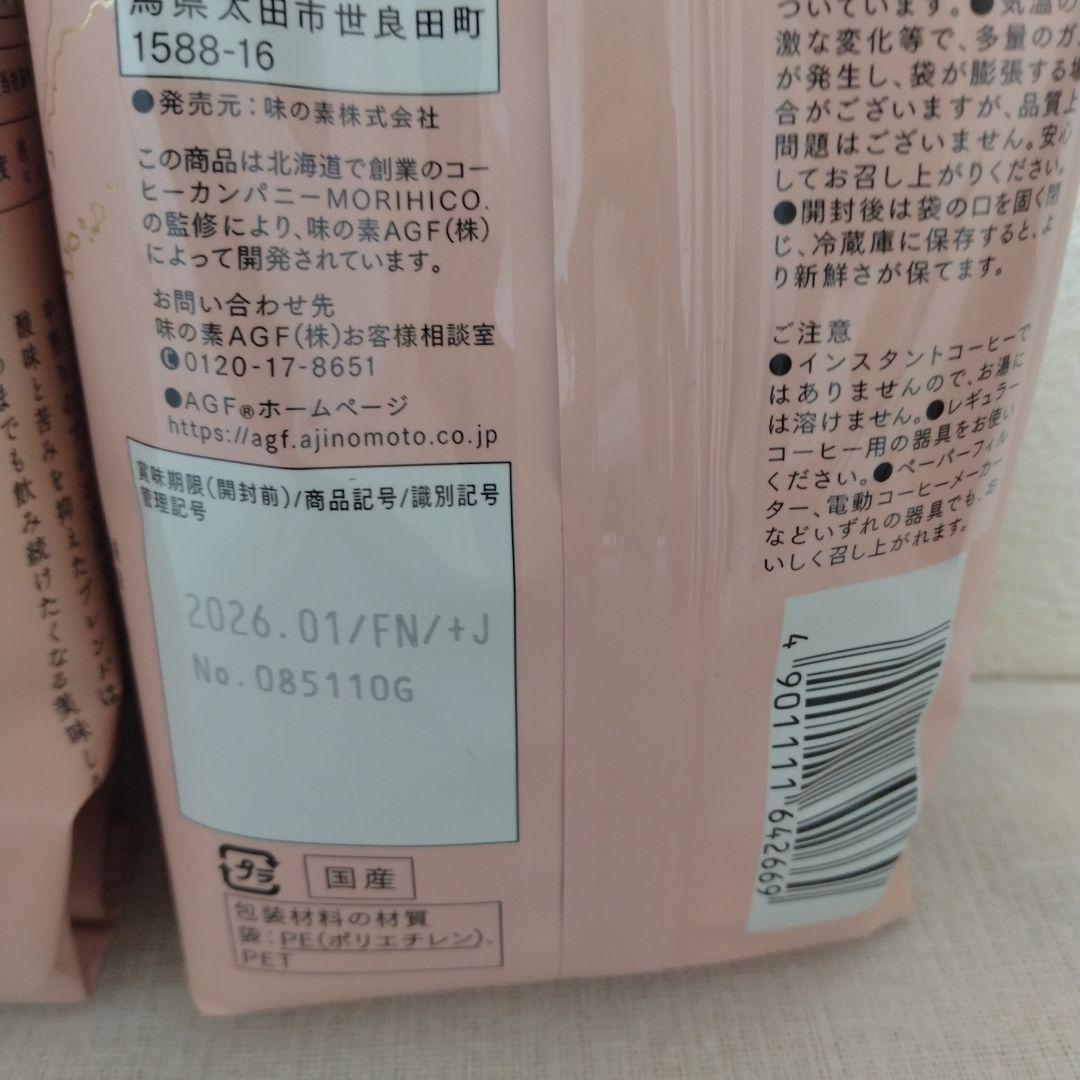 馬県太田市世良田町
1588-16
●発売元：味の素株式会社
この商品は北海道で創業のコー
ヒーカンパニーMORIHICO.
の監修により、味の素AGF(株)
によって開発されています。
お問い合わせ先
味の素AGF(株)お客様相談室
0120-17-8651
●AGF®ホームページ
https://agf.ajinomoto.co.jp
賞味期限(開封前)/商品記号/識別記号
管理記号
2026.01/FN/+J
No.085110G
プラ
国産
包装材料の材質
袋：PE(ポリエチレン)、
PET
ついています。●気温の
激な変化等で、多量のガ
が発生し、袋が膨張する場
合がございますが、品質上
問題はございません。安心
してお召し上がりください。
●開封後は袋の口を固く閉
じ、冷蔵庫に保存すると、よ
り新鮮さが保てます。
ご注意
●インスタントコーヒーで
はありませんので、お湯に
は溶けません。●レギュラー
コーヒー用の器具をお使い
ください。●ペーパーフィル
ター、電動コーヒーメーカー
などいずれの器具でも、お
いしく召し上がれます。
4 901111 642669
酸味と苦みを抑えたブレンドは
までも飲み続けたくなる美味し